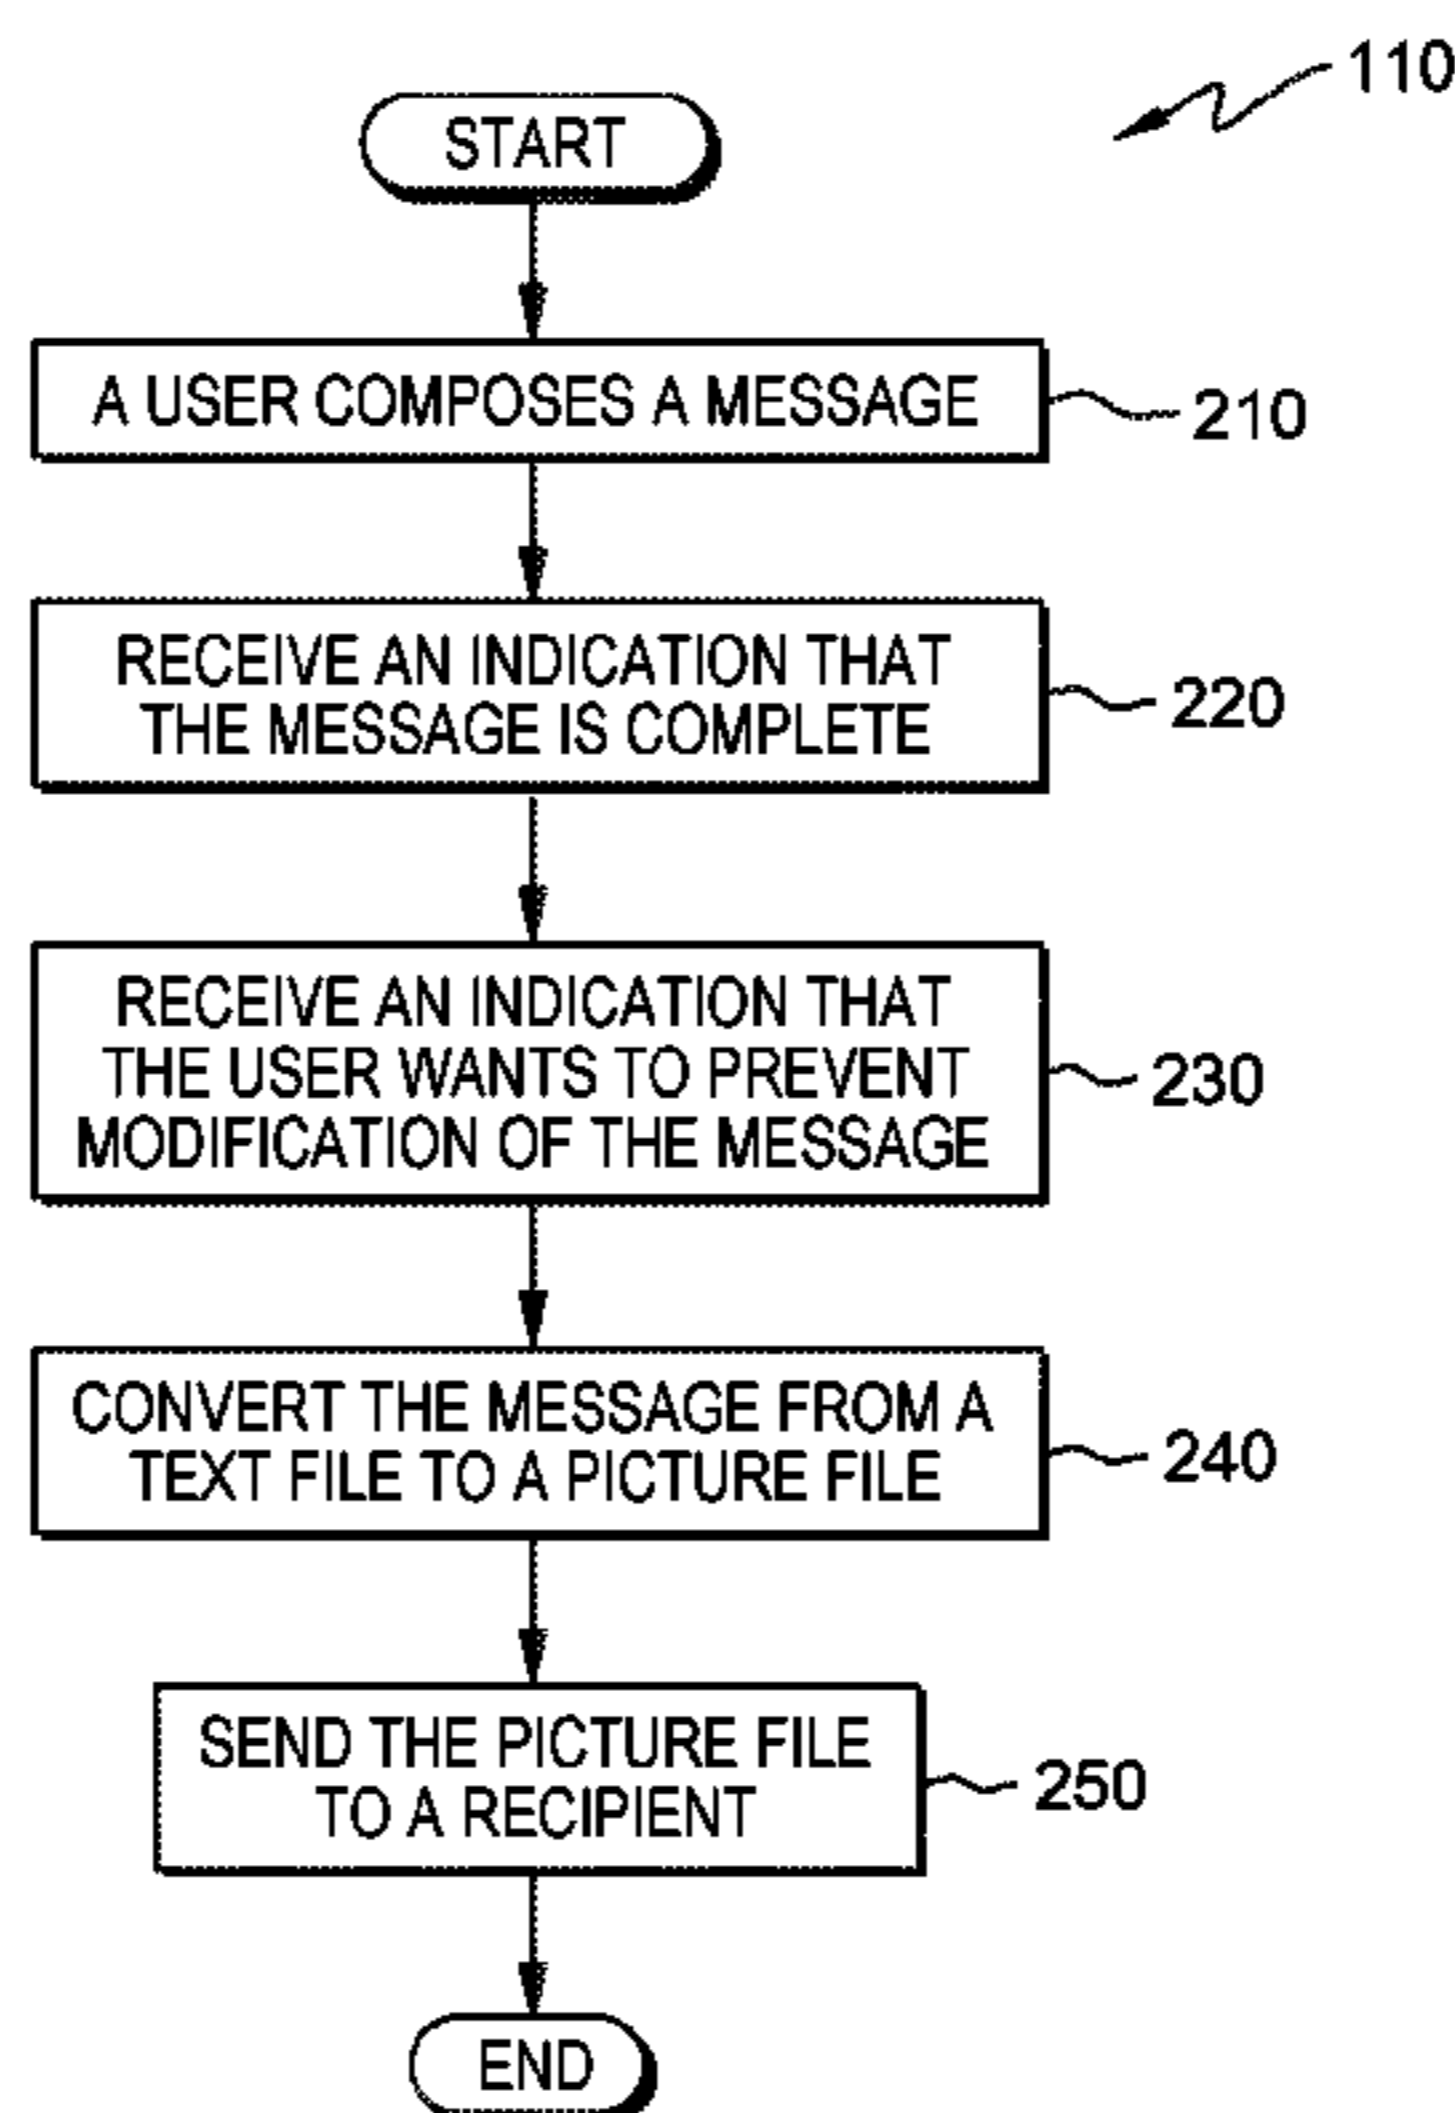 110
START
A USER COMPOSES A MESSAGE
210
RECEIVE AN INDICATION THAT
THE MESSAGE IS COMPLETE
220
RECEIVE AN INDICATION THAT
THE USER WANTS TO PREVENT
MODIFICATION OF THE MESSAGE
230
CONVERT THE MESSAGE FROM A
TEXT FILE TO A PICTURE FILE
240
SEND THE PICTURE FILE
TO A RECIPIENT
250
END